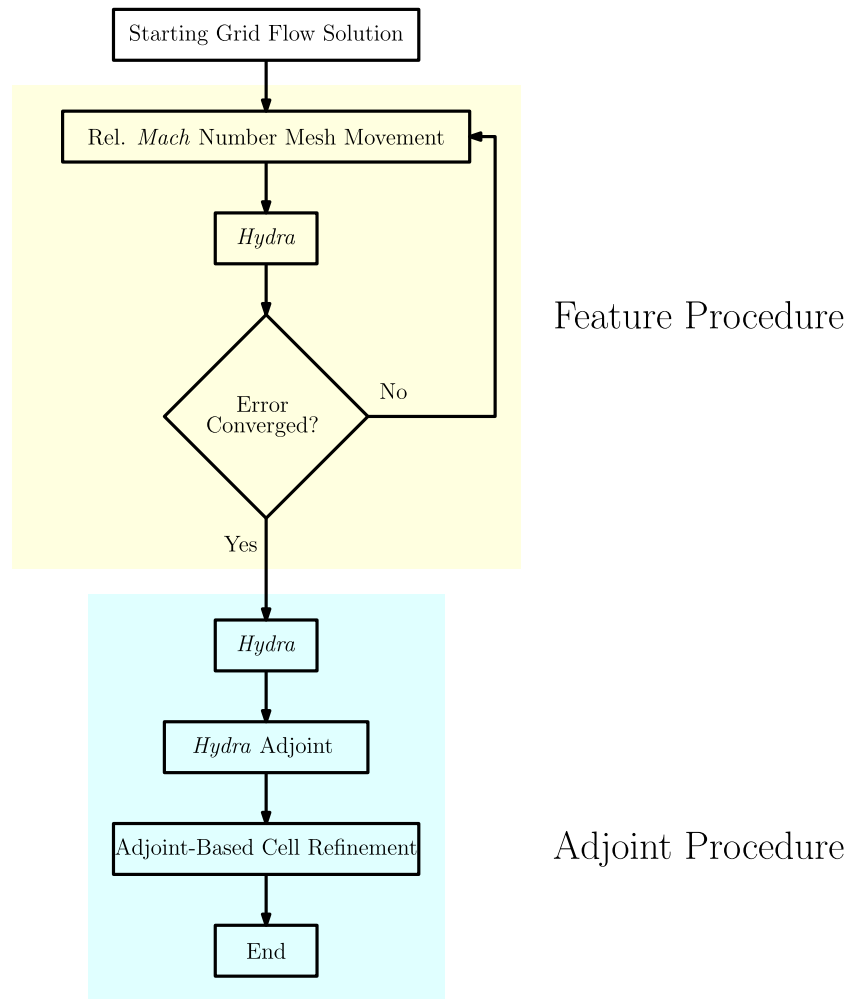 Starting Grid Flow Solution
Rel. Mach Number Mesh Movement
Hydra
Feature Procedure
No
Error
Converged?
Yes
Hydra
Hydra Adjoint
Adjoint-Based Cell Refinement
Adjoint Procedure
End